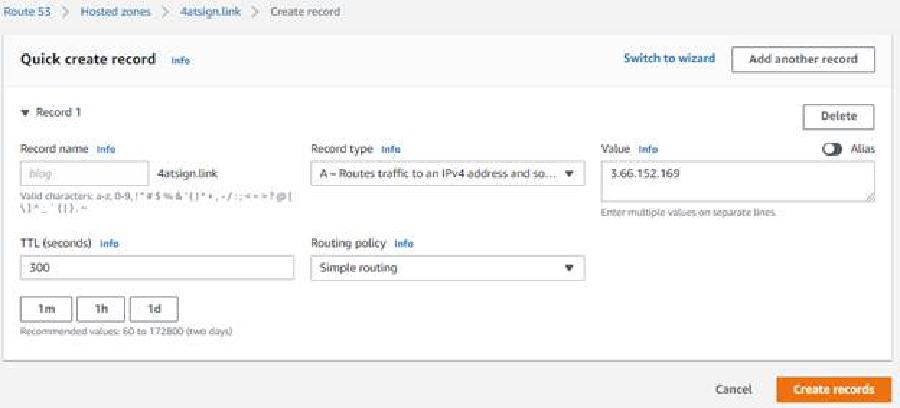 Route 53 > Hosted zones > 4atsign.link > Create record
Quick create record Info Switch to wizard Add another record
▼ Record 1 Delete
Record name Info Record type Info Value Info Alias
blog 4atsign.link A – Routes traffic to an IPv4 address and so... ▼ 3.66.152.169
Valid characters: a-z, 0-9, ! " # $ % & ' ( ) * + , - / : ; < = > ? @ [
\ ] ^ _ ` { | } . ~ Enter multiple values on separate lines.
TTL (seconds) Info Routing policy Info
300 Simple routing ▼
1m 1h 1d
Recommended values: 60 to 172800 (two days)
Cancel Create records